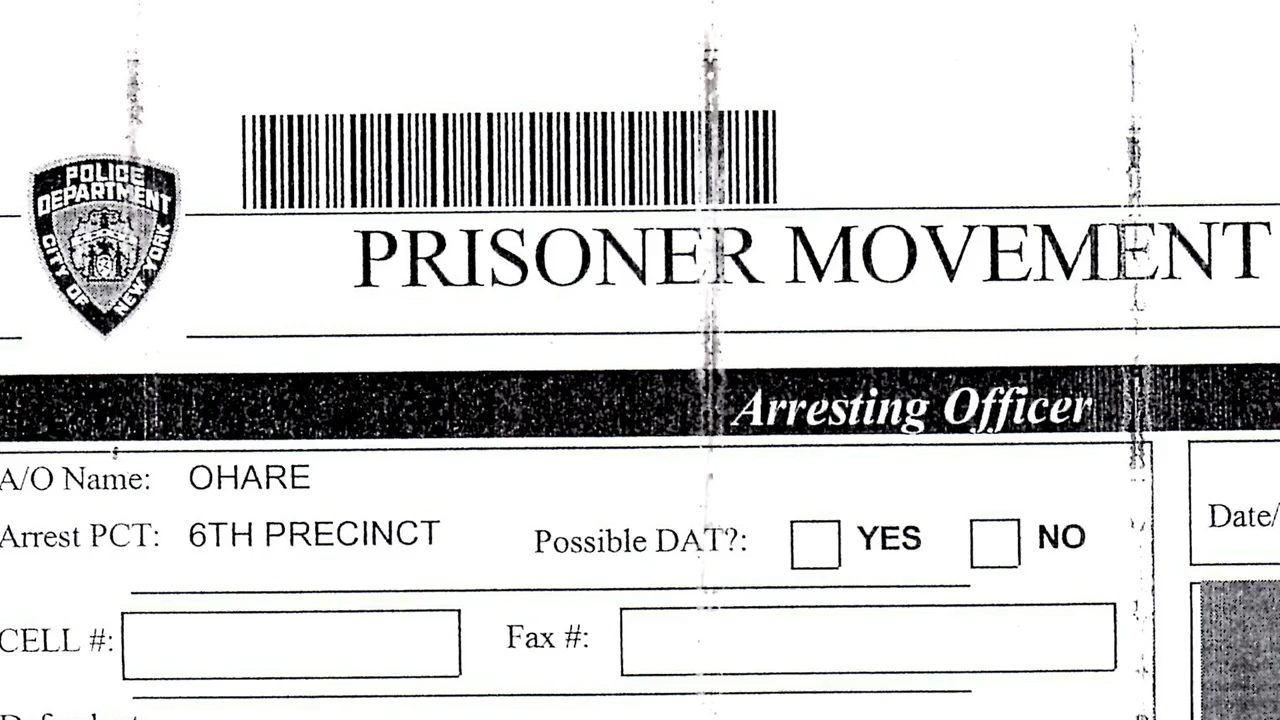 POLICE
DEPARTMENT
CITY OF
NEW YORK
PRISONER MOVEMENT
Arresting Officer
A/O Name: OHARE
Arrest PCT: 6TH PRECINCT Possible DAT?: YES NO
Date/
CELL #: Fax #: